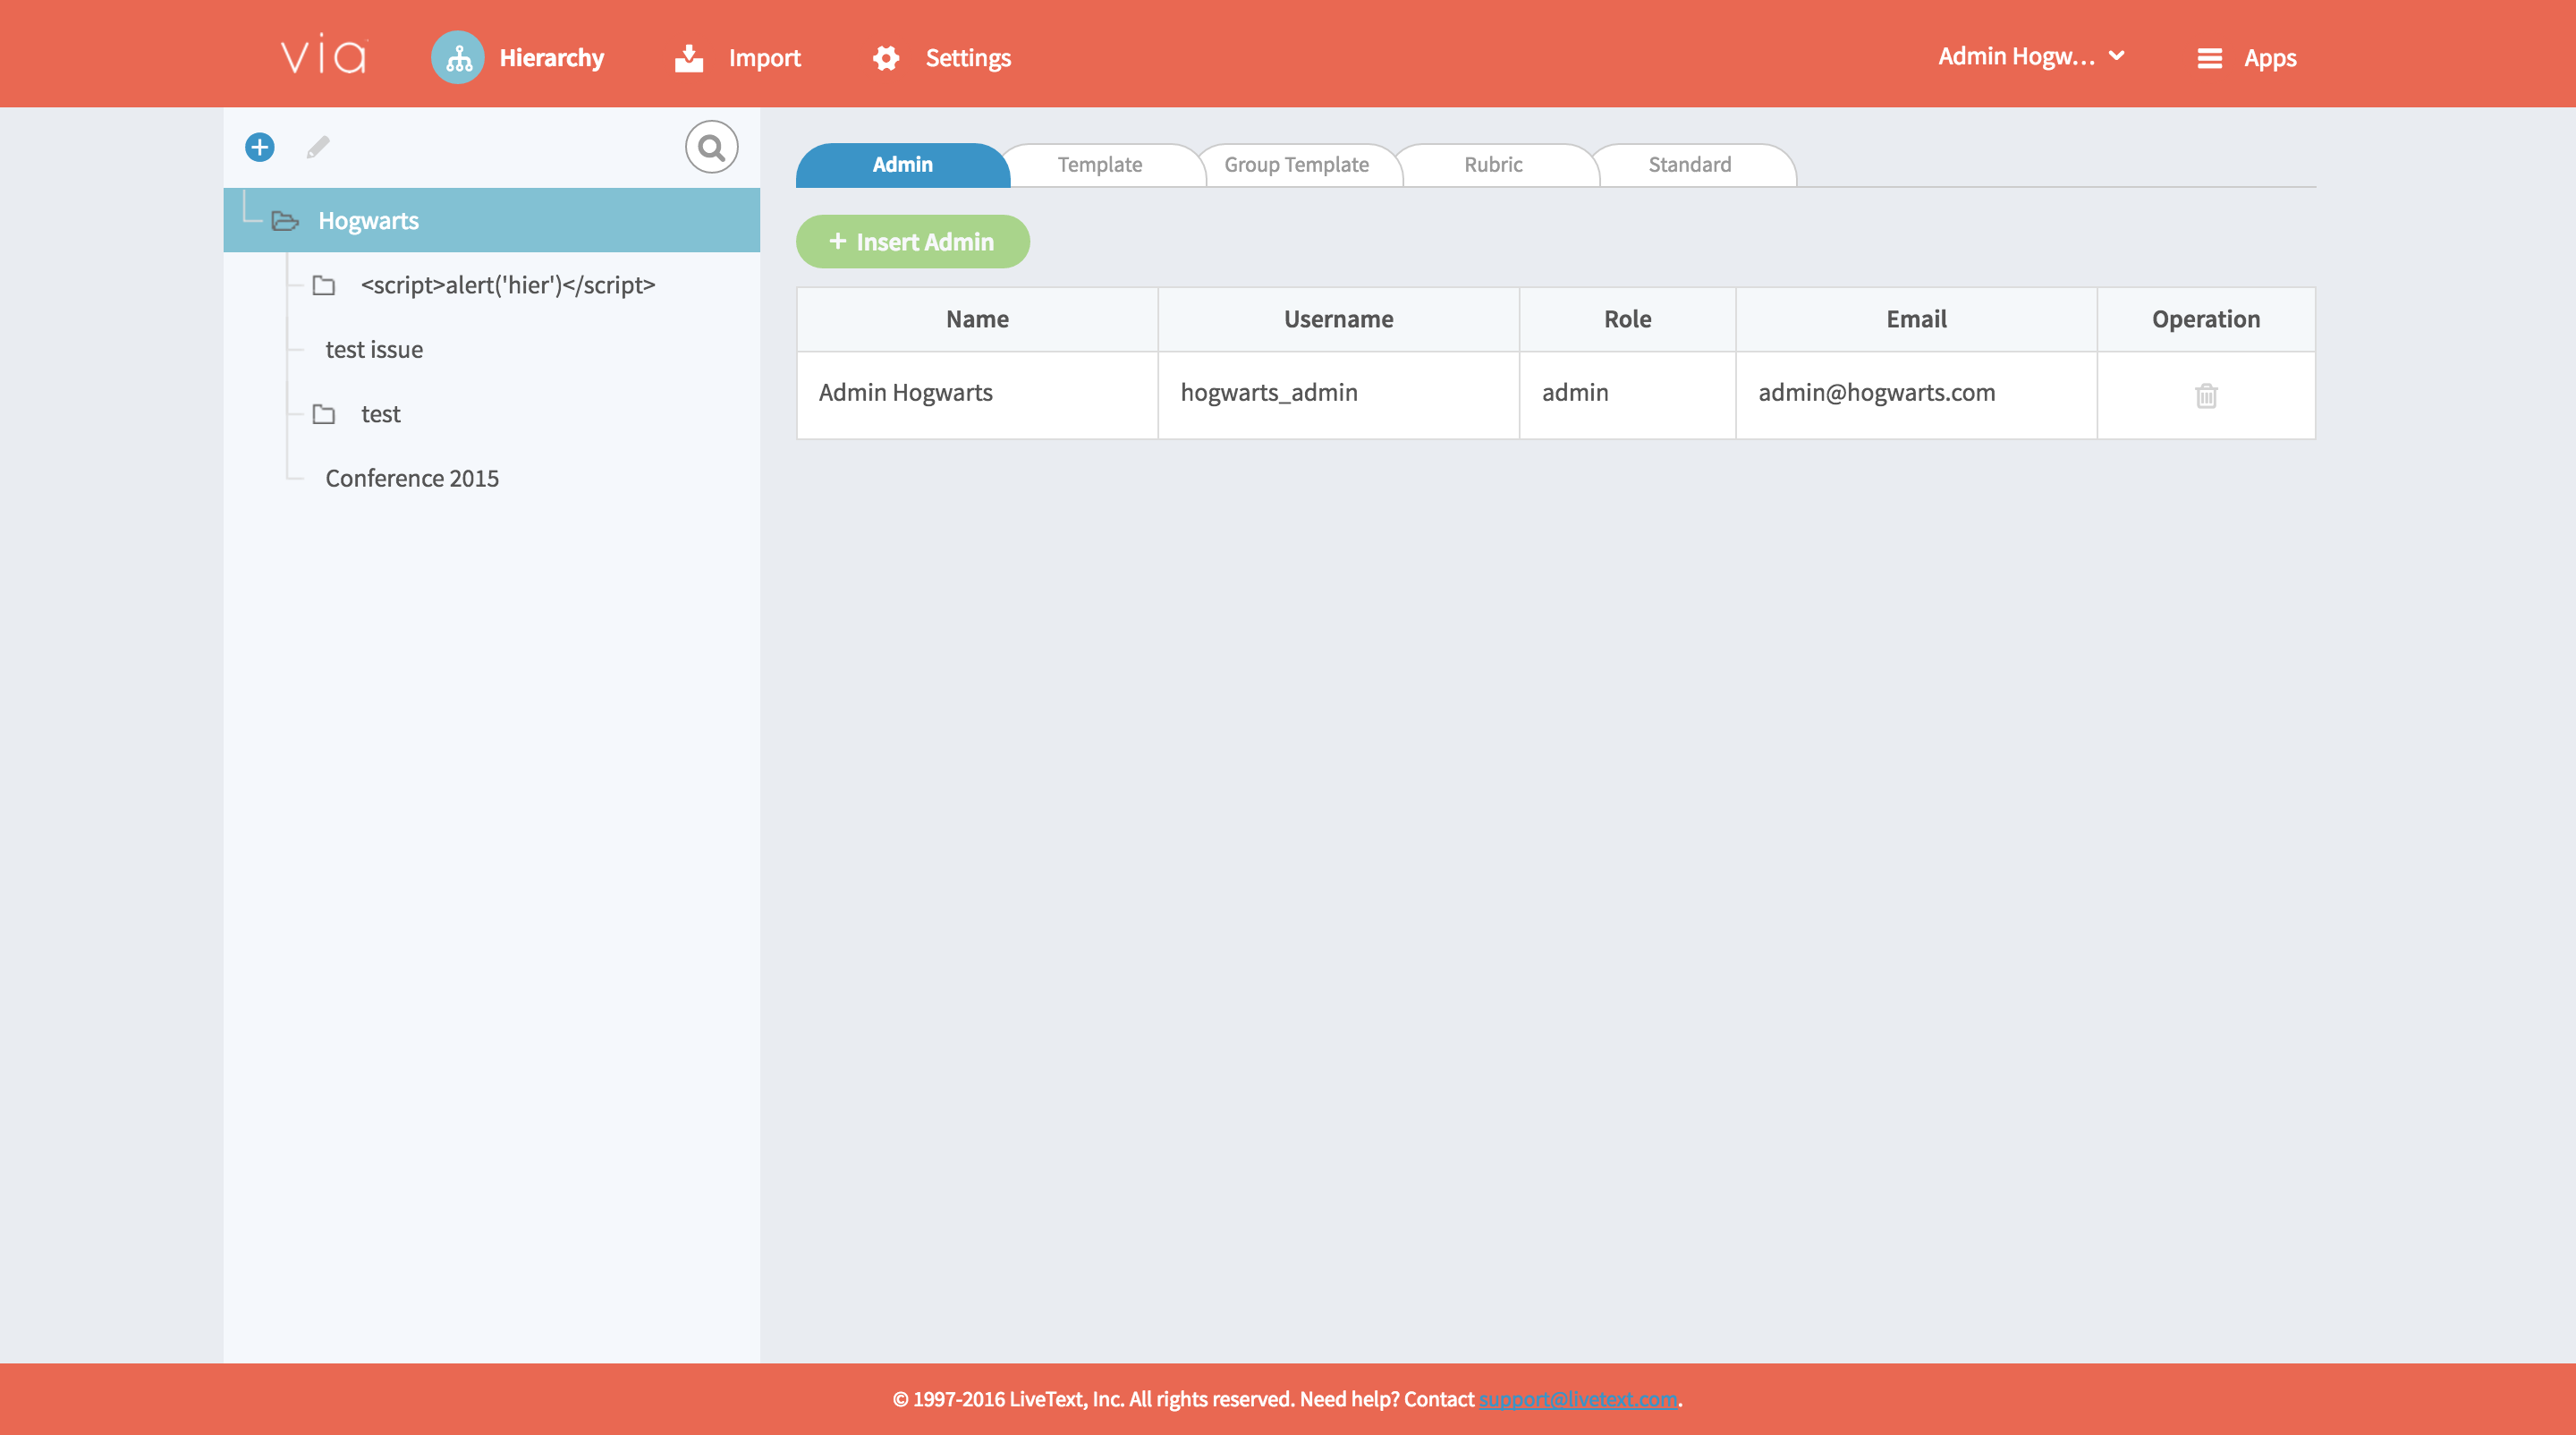 via Hierarchy Import Settings Admin Hogw... Apps
Admin Template Group Template Rubric Standard
Hogwarts
+ Insert Admin
<script>alert('hier')</script>
Name Username Role Email Operation
test issue
Admin Hogwarts hogwarts_admin admin admin@hogwarts.com
test
Conference 2015
© 1997-2016 LiveText, Inc. All rights reserved. Need help? Contact support@livetext.com.